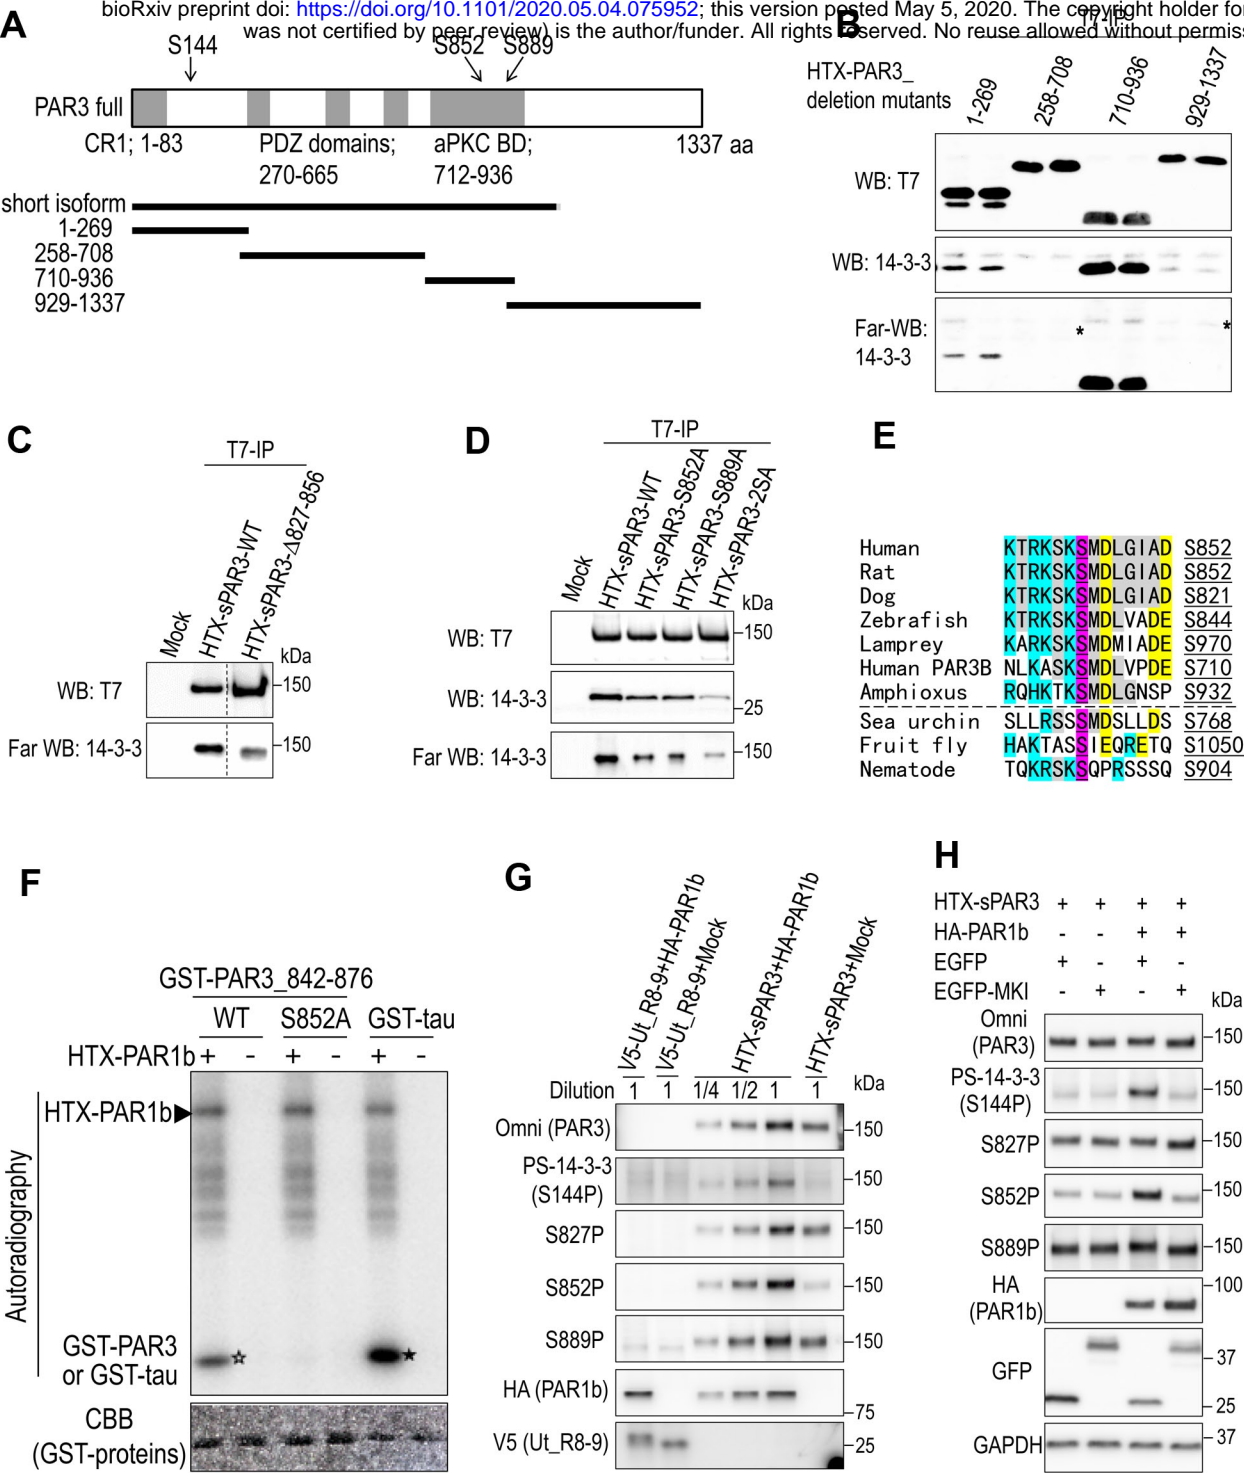 bioRxiv preprint doi: https://doi.org/10.1101/2020.05.04.075952; this version posted May 5, 2020. The copyright holder for
was not certified by peer review) is the author/funder. All rights reserved. No reuse allowed without permiss
A
S144
S852
S889
PAR3 full
CR1; 1-83
PDZ domains;
270-665
aPKC BD;
712-936
1337 aa
short isoform
1-269
258-708
710-936
929-1337
B
T7-IP
HTX-PAR3_
deletion mutants
1-269
258-708
710-936
929-1337
WB: T7
WB: 14-3-3
Far-WB:
14-3-3
*
*
C
T7-IP
Mock
HTX-sPAR3-WT
HTX-sPAR3-Δ827-856
kDa
WB: T7
150
Far WB: 14-3-3
150
D
T7-IP
Mock
HTX-sPAR3-WT
HTX-sPAR3-S852A
HTX-sPAR3-S889A
HTX-sPAR3-2SA
kDa
WB: T7
150
WB: 14-3-3
25
Far WB: 14-3-3
150
E
Human KTRKSKSMDLGIAD S852
Rat KTRKSKSMDLGIAD S852
Dog KTRKSKSMDLGIAD S821
Zebrafish KTRKSKSMDLVADE S844
Lamprey KARKSKSMDMIADE S970
Human PAR3B NLKASKSMDLVPDE S710
Amphioxus RQHKTKSMDLGNSP S932
Sea urchin SLLRSSSMDSLLDS S768
Fruit fly HAKTASSIEQRETQ S1050
Nematode TQKRSKSQPRSSSQ S904
F
GST-PAR3_842-876
WT S852A GST-tau
HTX-PAR1b + - + - + -
HTX-PAR1b
Autoradiography
GST-PAR3
or GST-tau
CBB
(GST-proteins)
G
V5-Ut_R8-9+HA-PAR1b
V5-Ut_R8-9+Mock
HTX-sPAR3+HA-PAR1b
HTX-sPAR3+Mock
Dilution 1 1 1/4 1/2 1 1 kDa
Omni (PAR3) 150
PS-14-3-3
(S144P)
150
S827P 150
S852P 150
S889P 150
HA (PAR1b)
75
V5 (Ut_R8-9) 25
H
HTX-sPAR3 + + + +
HA-PAR1b - - + +
EGFP + - + -
EGFP-MKI - + - +
kDa
Omni
(PAR3)
150
PS-14-3-3
(S144P)
150
S827P 150
S852P 150
S889P 150
HA
(PAR1b)
100
GFP
37
25
GAPDH 37